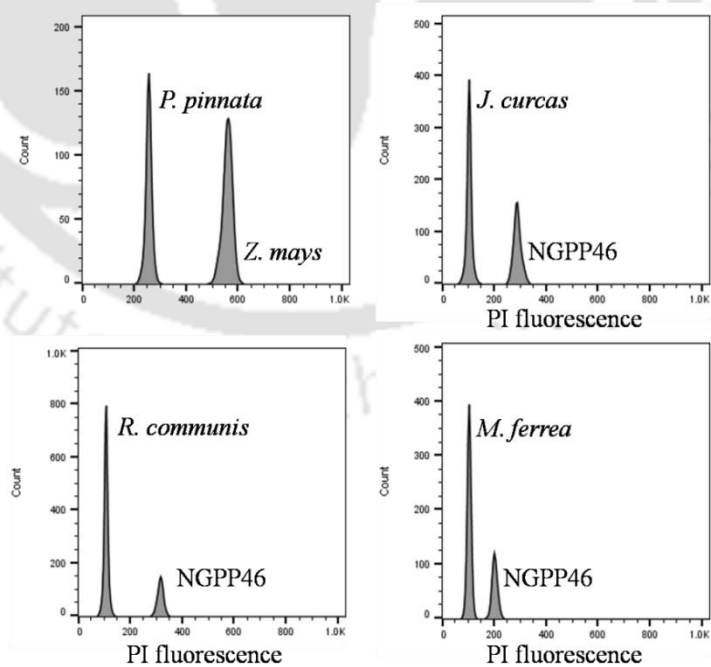 200
150
100
50
0
Count
P. pinnata
Z. mays
0 200 400 600 800 1.0K
500
400
300
200
100
0
Count
J. curcas
NGPP46
0 200 400 600 800 1.0K
PI fluorescence
1.0K
800
600
400
200
0
Count
R. communis
NGPP46
0 200 400 600 800 1.0K
PI fluorescence
500
400
300
200
100
0
Count
M. ferrea
NGPP46
0 200 400 600 800 1.0K
PI fluorescence